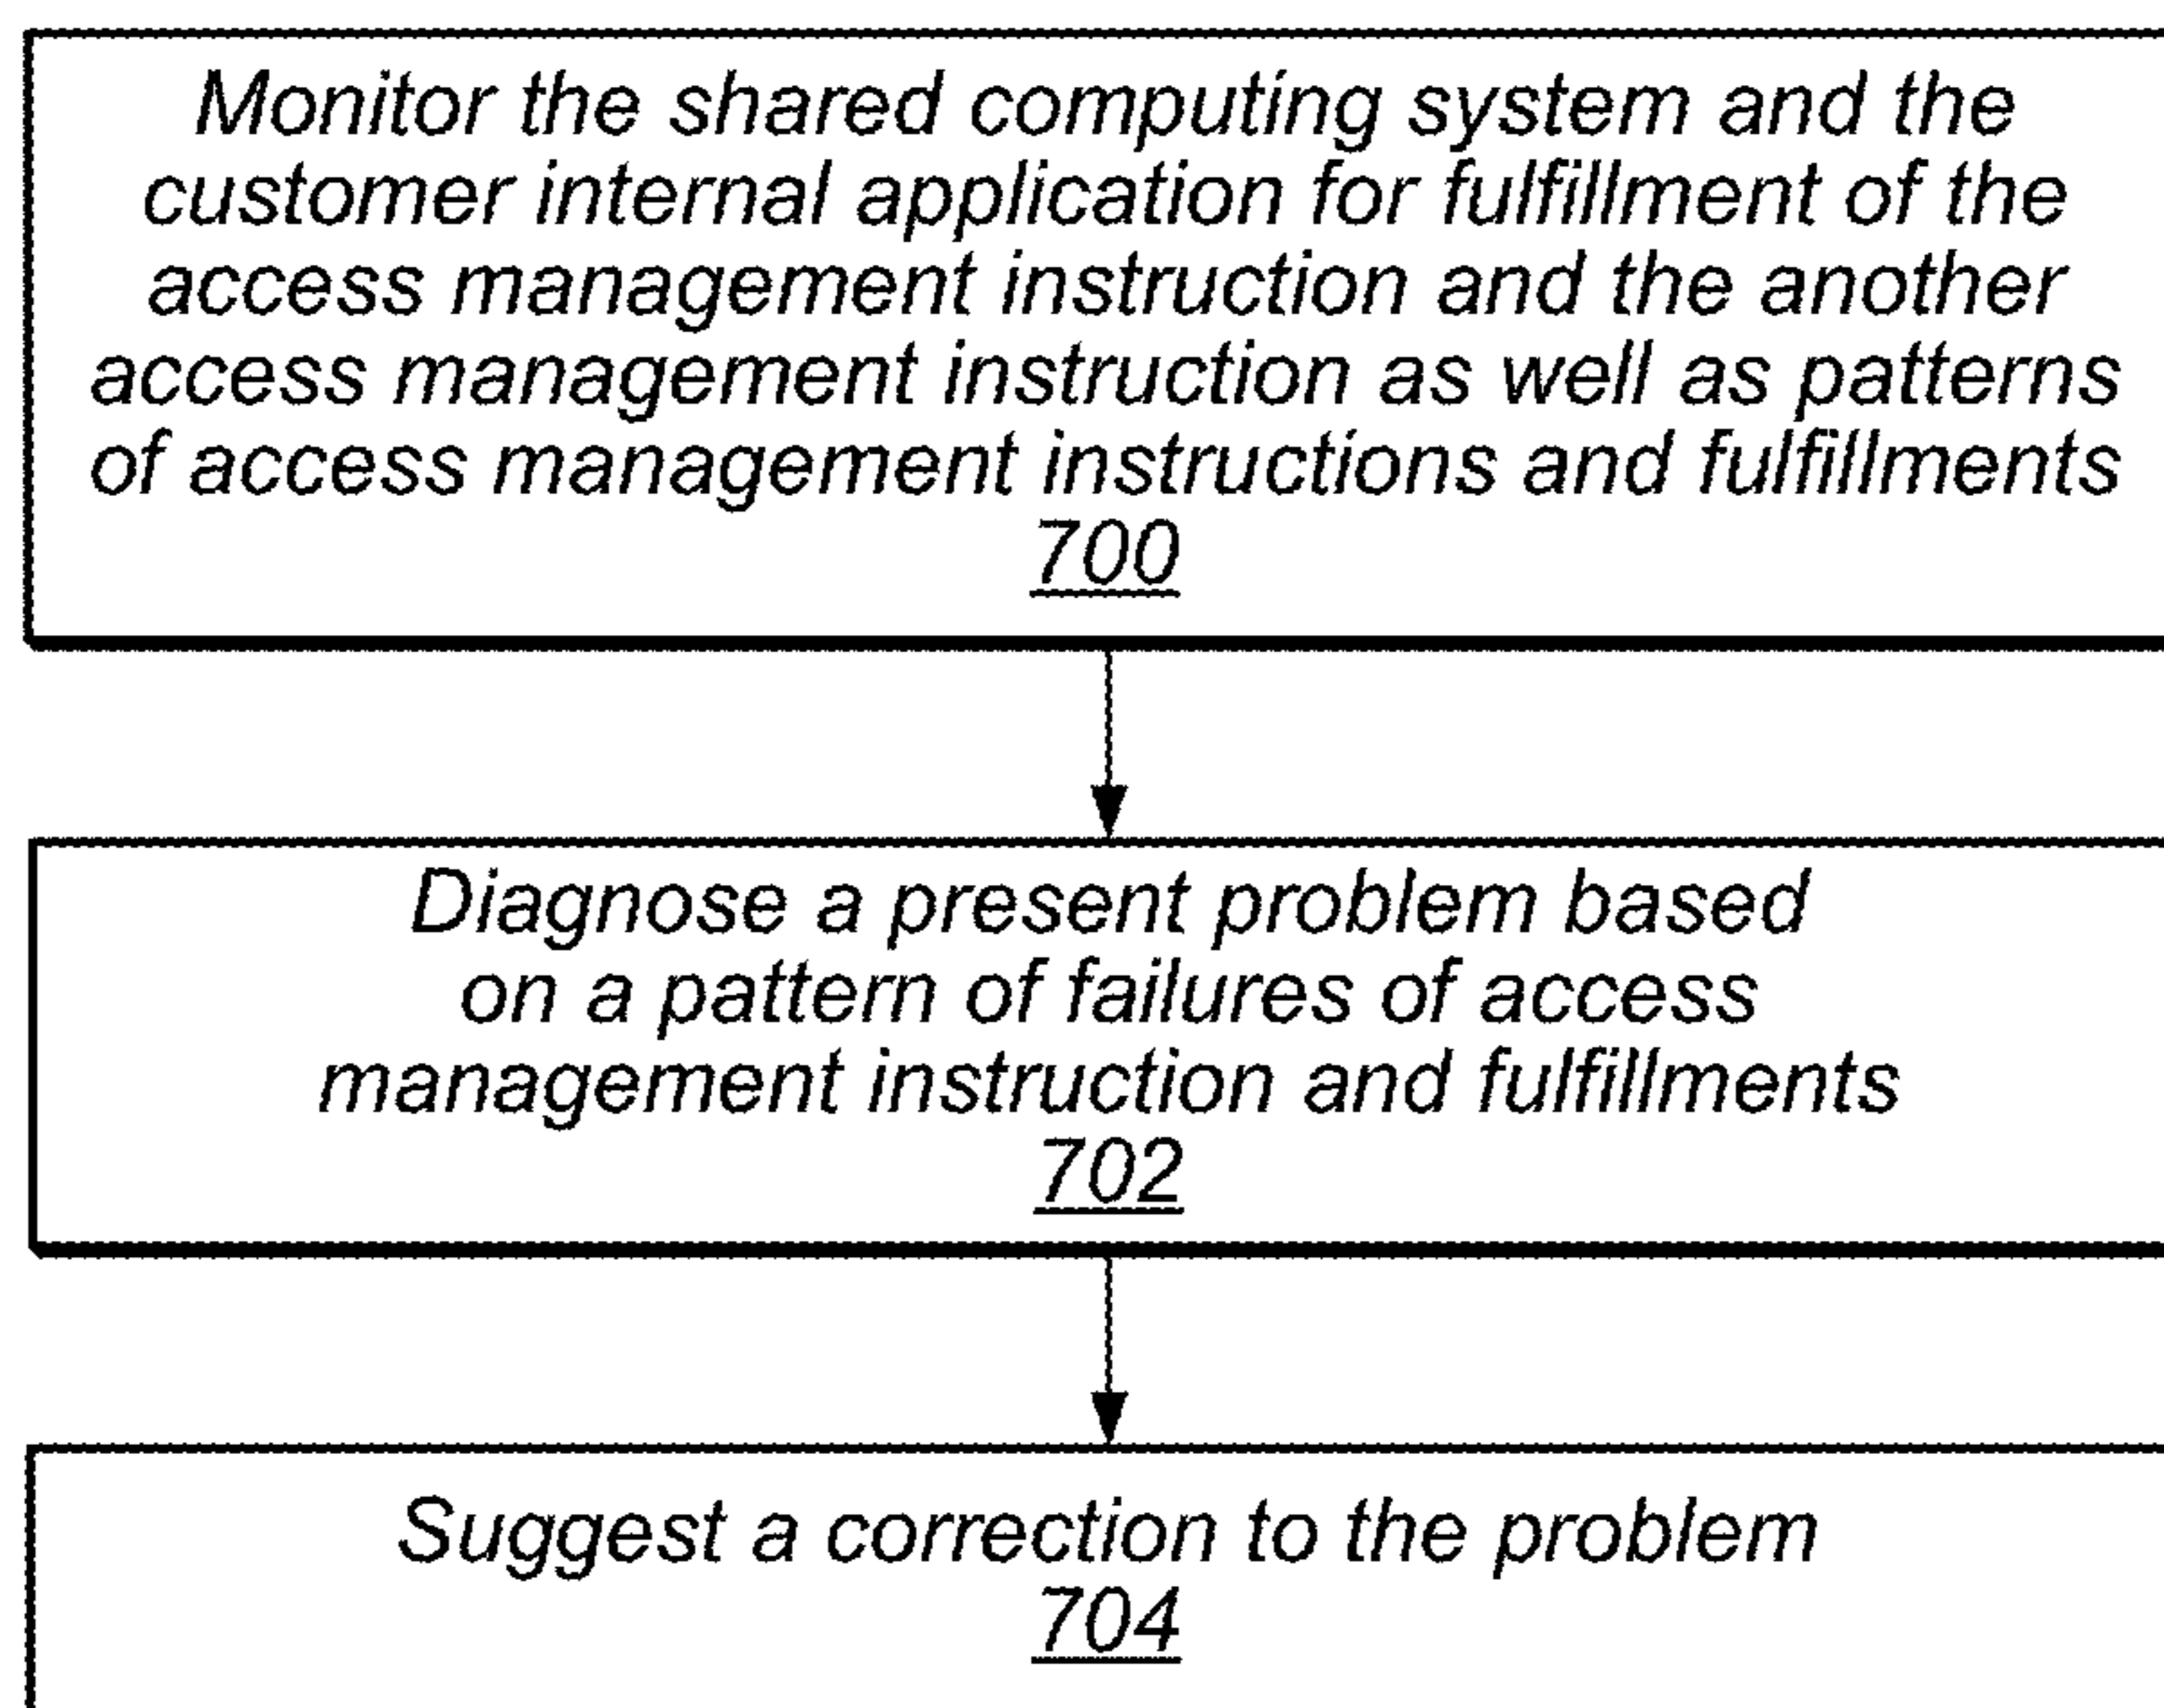 Monitor the shared computing system and the
customer internal application for fulfillment of the
access management instruction and the another
access management instruction as well as patterns
of access management instructions and fulfillments
700
Diagnose a present problem based
on a pattern of failures of access
management instruction and fulfillments
702
Suggest a correction to the problem
704